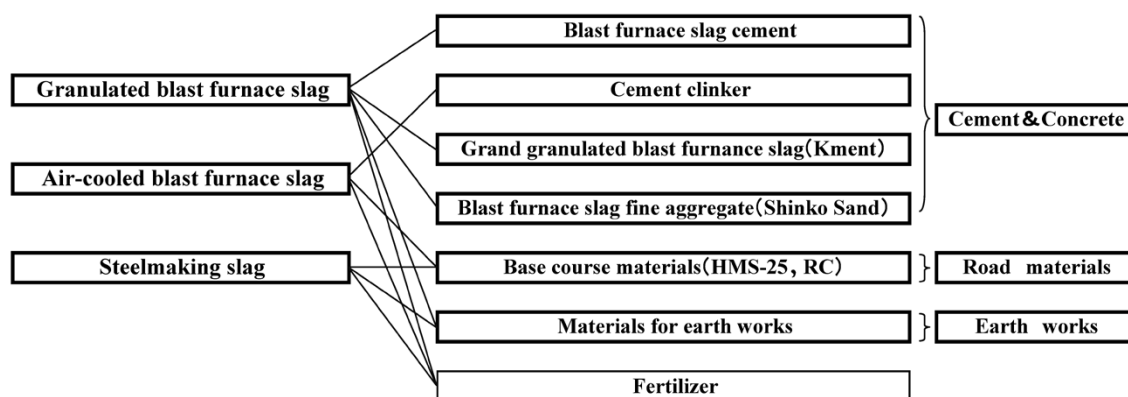 Blast furnace slag cement
Granulated blast furnace slag
Cement clinker
Cement＆Concrete
Grand granulated blast furnance slag(Kment)
Air-cooled blast furnace slag
Blast furnace slag fine aggregate(Shinko Sand)
Steelmaking slag
Base course materials(HMS-25, RC)
Road materials
Materials for earth works
Earth works
Fertilizer